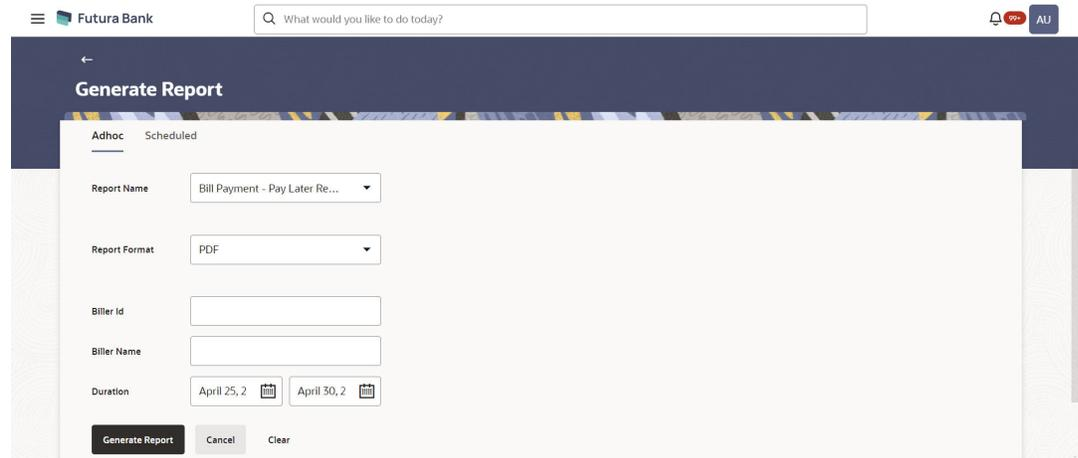 Futura Bank
What would you like to do today?
99+
AU
Generate Report
Adhoc Scheduled
Report Name Bill Payment - Pay Later Re...
Report Format PDF
Biller Id
Biller Name
Duration April 25, 2 April 30, 2
Generate Report Cancel Clear